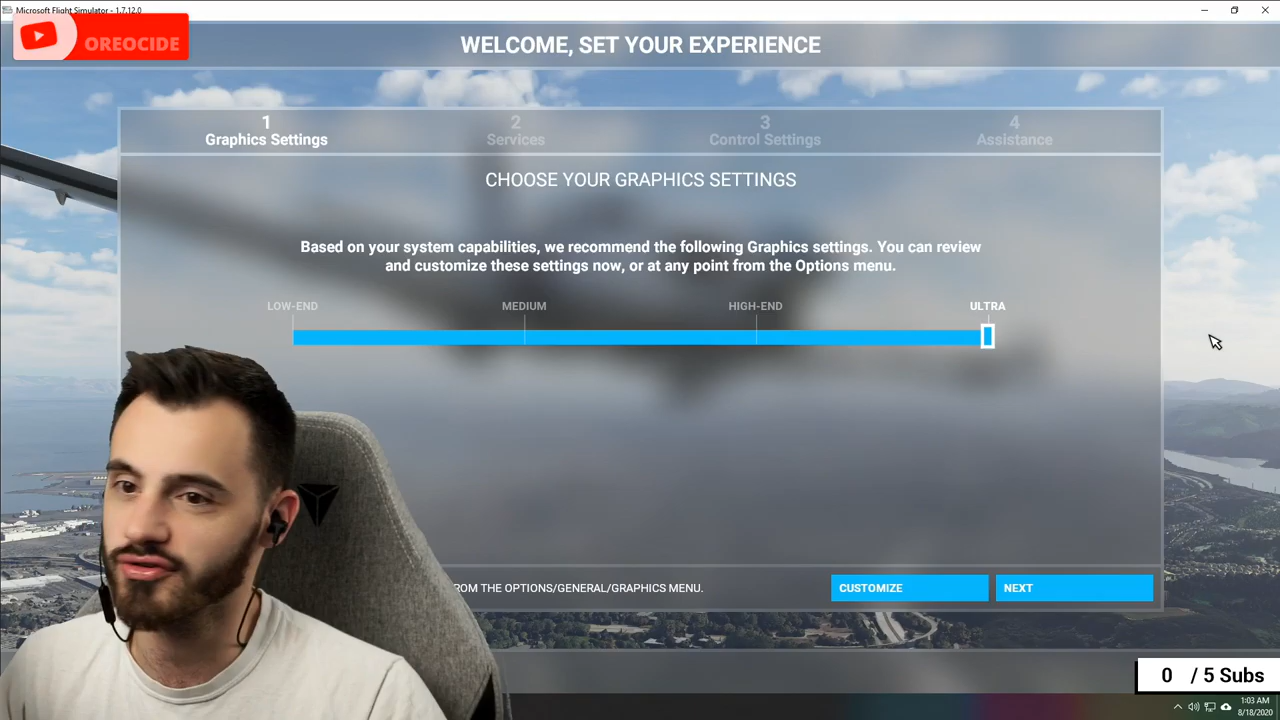 Microsoft Flight Simulator - 1.7.12.0
OREOCIDE
WELCOME, SET YOUR EXPERIENCE
1
Graphics Settings
2
Services
3
Control Settings
4
Assistance
CHOOSE YOUR GRAPHICS SETTINGS
Based on your system capabilities, we recommend the following Graphics settings. You can review
and customize these settings now, or at any point from the Options menu.
LOW-END
MEDIUM
HIGH-END
ULTRA
FROM THE OPTIONS/GENERAL/GRAPHICS MENU.
CUSTOMIZE
NEXT
0 / 5 Subs
1:03 AM
8/18/2020